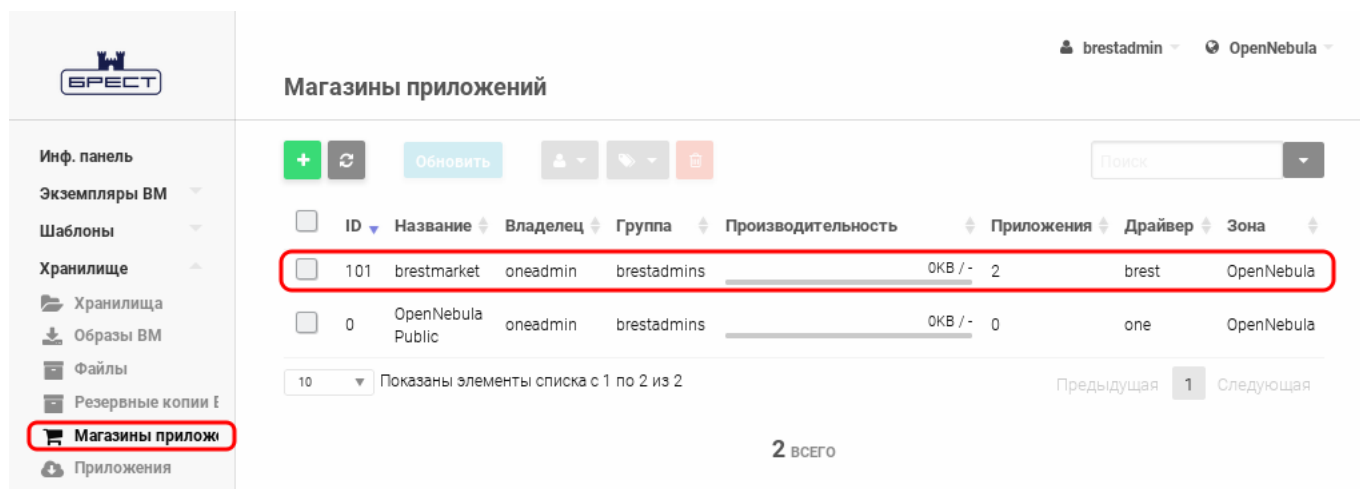 БРЕСТ
brestadmin
OpenNebula
Магазины приложений
Инф. панель
Экземпляры ВМ
Шаблоны
Хранилище
Хранилища
Образы ВМ
Файлы
Резервные копии В
Магазины прилож
Приложения
Обновить
Поиск
ID Название Владелец Группа Производительность Приложения Драйвер Зона
101 brestmarket oneadmin brestadmins 0KB / - 2 brest OpenNebula
0 OpenNebula Public oneadmin brestadmins 0KB / - 0 one OpenNebula
10 Показаны элементы списка с 1 по 2 из 2
Предыдущая 1 Следующая
2 ВСЕГО